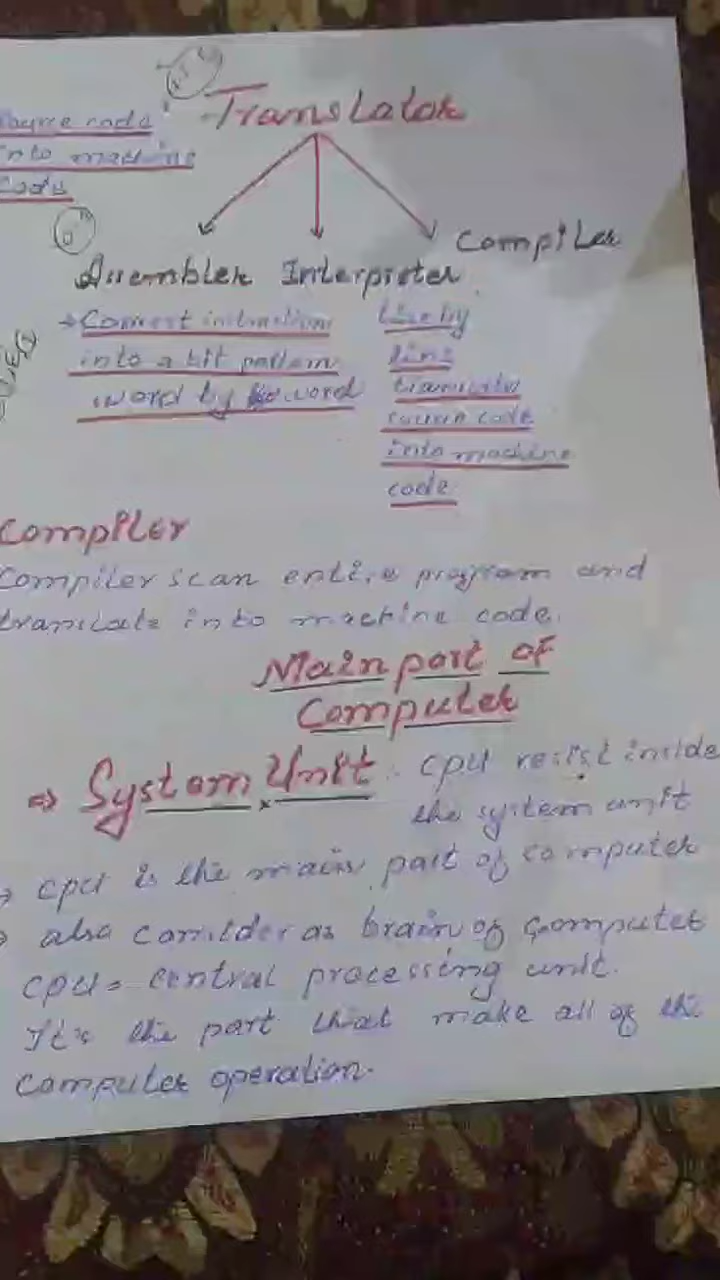 Translator
source code
into machine
code
Assembler Interpreter Compiler
→ Convert instruction
into a bit pattern
word by word
Line by
line
translate
source code
into machine
code
Compiler
Compiler scan entire program and
translate into machine code.
Main part of
Computer
⇒ System Unit : CPU resist inside
the system unit
→ CPU is the main part of computer
→ also consider as brain of computer
CPU = central processing unit.
It's the part that make all of the
computer operation.